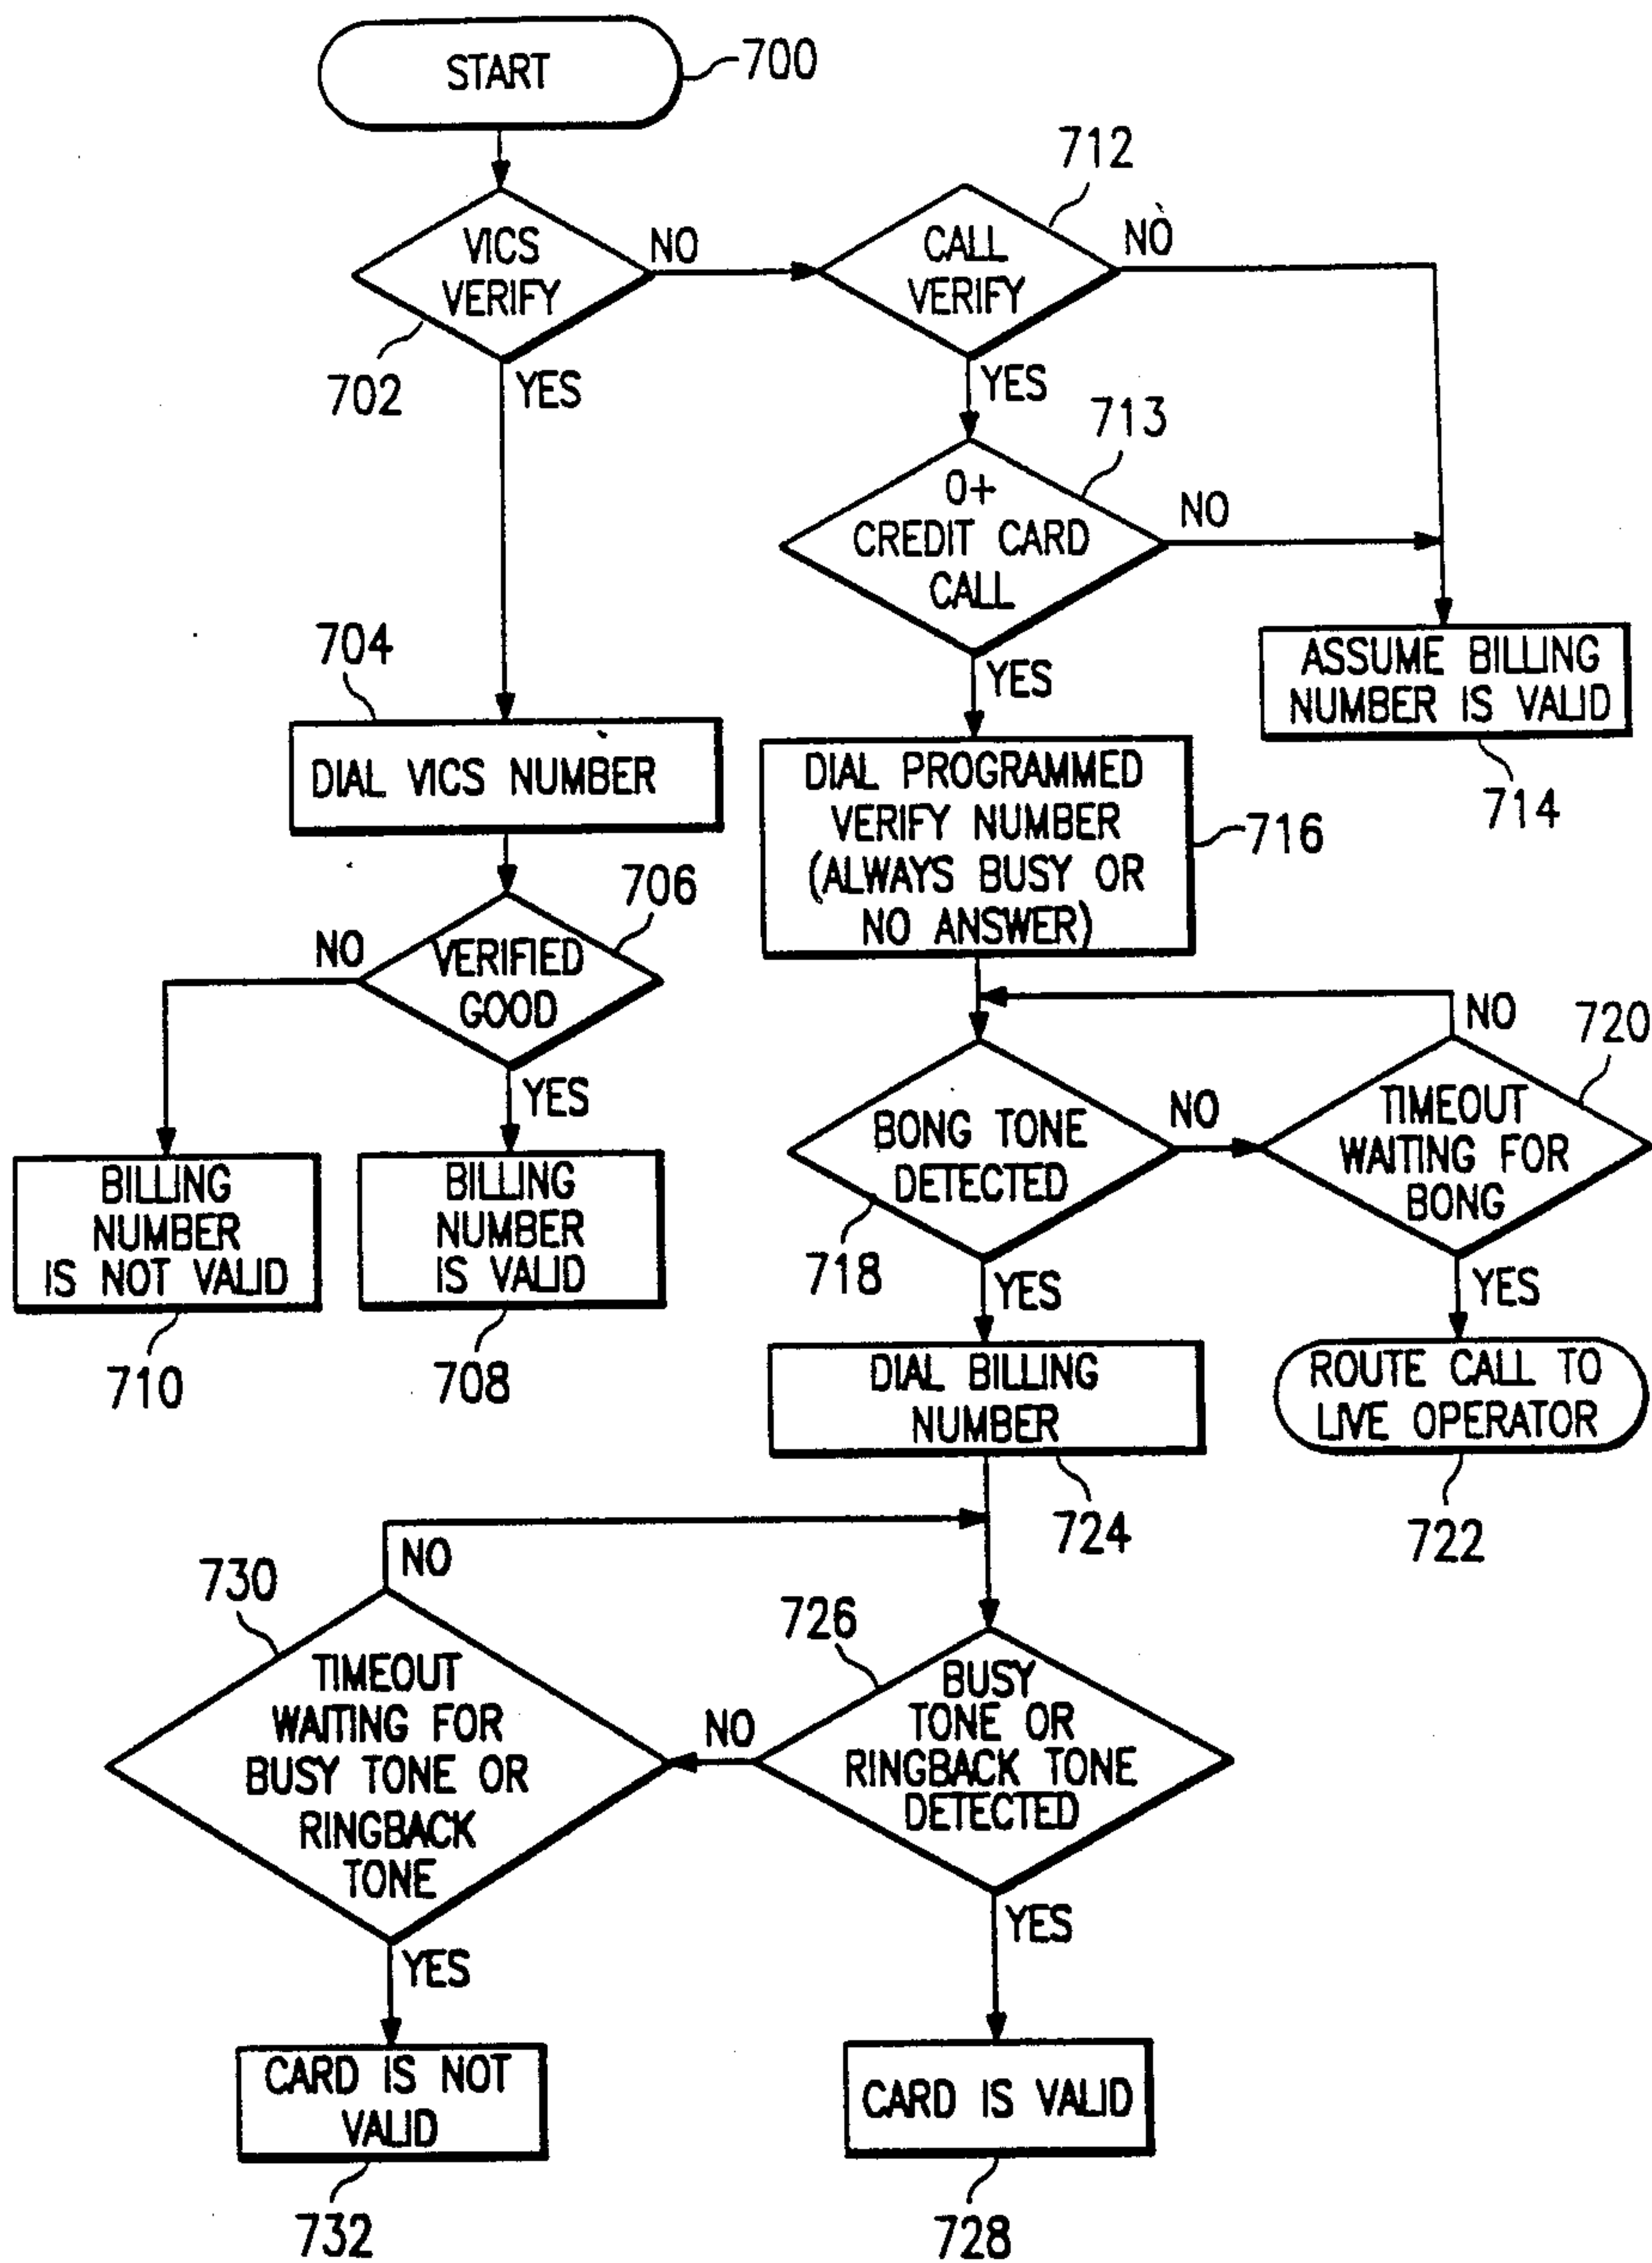 START
700
VICS
VERIFY
702
NO
YES
CALL
VERIFY
712
NO
YES
0+
CREDIT CARD
CALL
713
NO
YES
ASSUME BILLING
NUMBER IS VALID
714
704
DIAL VICS NUMBER
706
VERIFIED
GOOD
NO
YES
BILLING
NUMBER
IS NOT VALID
710
BILLING
NUMBER
IS VALID
708
DIAL PROGRAMMED
VERIFY NUMBER
(ALWAYS BUSY OR
NO ANSWER)
716
BONG TONE
DETECTED
718
NO
YES
TIMEOUT
WAITING FOR
BONG
720
NO
YES
ROUTE CALL TO
LIVE OPERATOR
722
DIAL BILLING
NUMBER
724
726
BUSY
TONE OR
RINGBACK TONE
DETECTED
NO
YES
730
NO
TIMEOUT
WAITING FOR
BUSY TONE OR
RINGBACK
TONE
YES
CARD IS NOT
VALID
732
CARD IS VALID
728